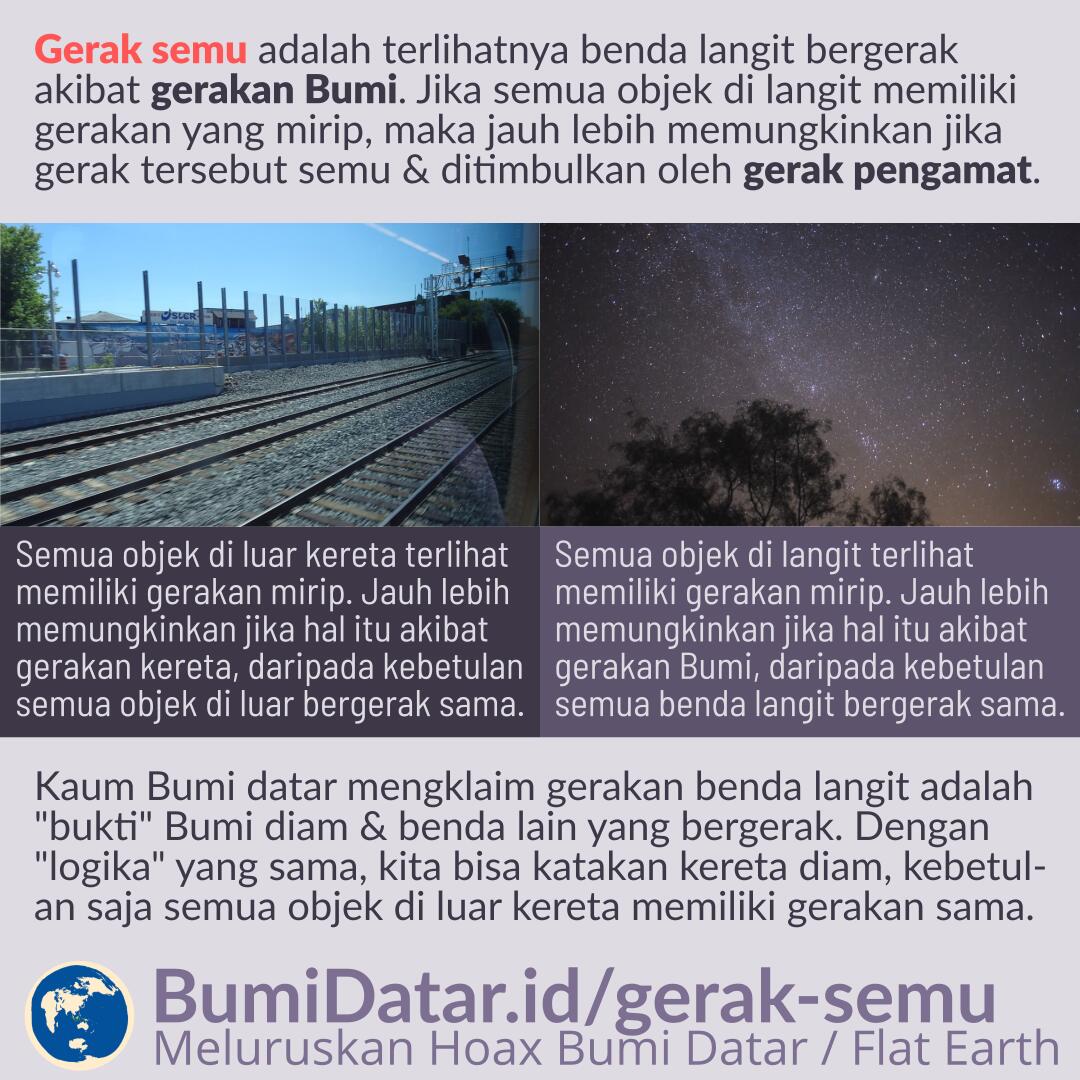 Gerak semu adalah terlihatnya benda langit bergerak
akibat gerakan Bumi. Jika semua objek di langit memiliki
gerakan yang mirip, maka jauh lebih memungkinkan jika
gerak tersebut semu & ditimbulkan oleh gerak pengamat.
OSLER
Semua objek di luar kereta terlihat
memiliki gerakan mirip. Jauh lebih
memungkinkan jika hal itu akibat
gerakan kereta, daripada kebetulan
semua objek di luar bergerak sama.
Semua objek di langit terlihat
memiliki gerakan mirip. Jauh lebih
memungkinkan jika hal itu akibat
gerakan Bumi, daripada kebetulan
semua benda langit bergerak sama.
Kaum Bumi datar mengklaim gerakan benda langit adalah
"bukti" Bumi diam & benda lain yang bergerak. Dengan
"logika" yang sama, kita bisa katakan kereta diam, kebetul-
an saja semua objek di luar kereta memiliki gerakan sama.
BumiDatar.id/gerak-semu
Meluruskan Hoax Bumi Datar / Flat Earth